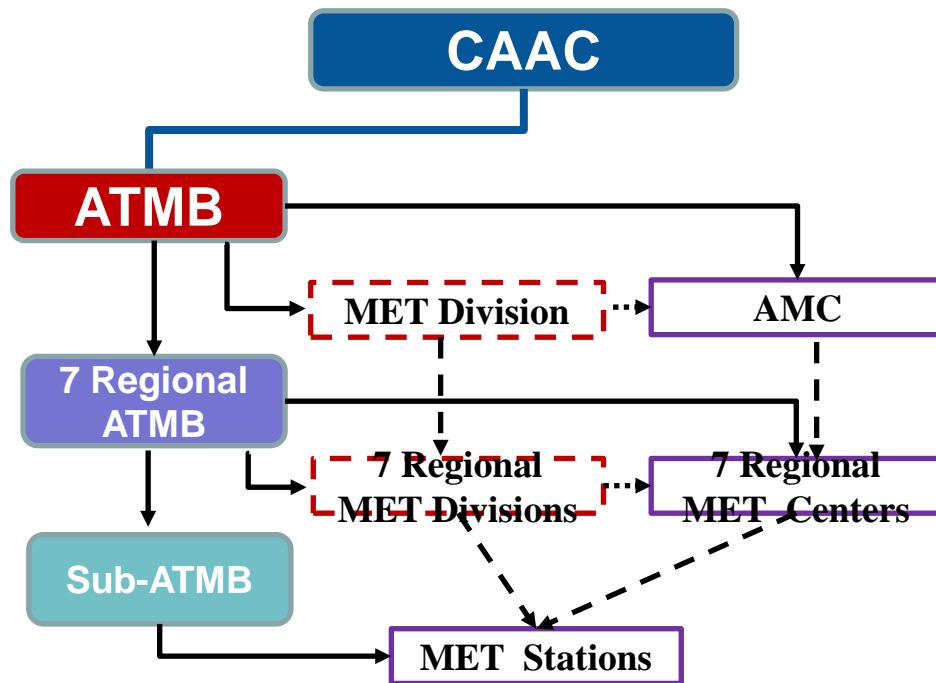 CAAC
ATMB
MET Division
AMC
7 Regional
ATMB
7 Regional
MET Divisions
7 Regional
MET Centers
Sub-ATMB
MET Stations